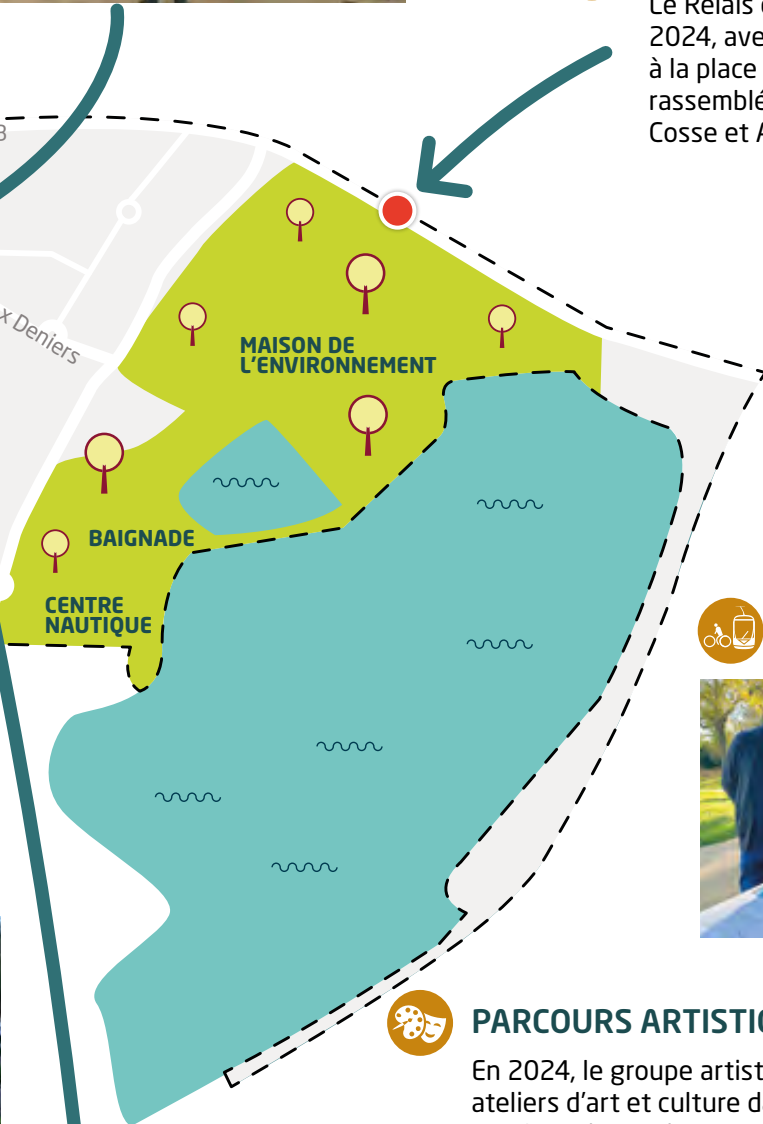 Le Relais
2024, ave
à la place
rassemblé
Cosse et A
x Deniers
MAISON DE
L'ENVIRONNEMENT
BAIGNADE
CENTRE
NAUTIQUE
PARCOURS ARTISTI
En 2024, le groupe artist
ateliers d'art et culture da